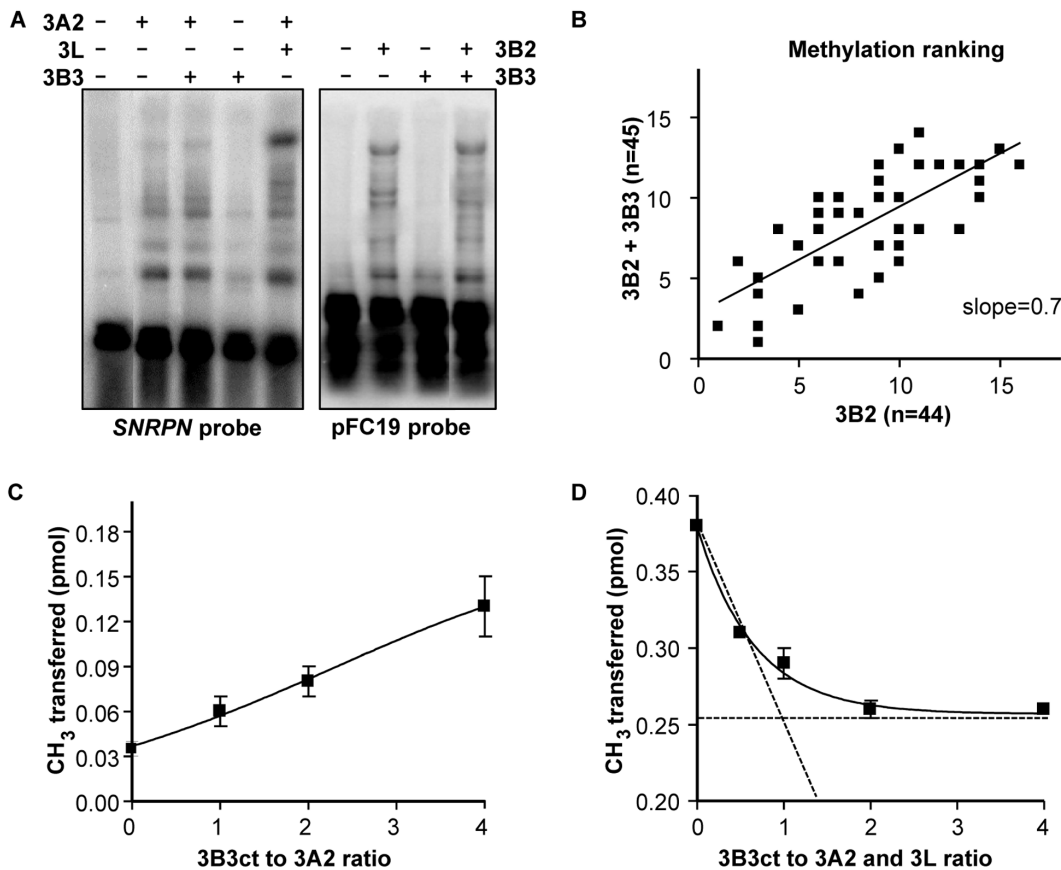 A
3A2 - + + - +
3L - - - - +
3B3 - - + + -
- + - + 3B2
- - + + 3B3
SNRPN probe
pFC19 probe
B
Methylation ranking
3B2 + 3B3 (n=45)
15
10
5
0
0 5 10 15
slope=0.7
3B2 (n=44)
C
CH3 transferred (pmol)
0.18
0.15
0.12
0.09
0.06
0.03
0.00
0 1 2 3 4
3B3ct to 3A2 ratio
D
CH3 transferred (pmol)
0.40
0.35
0.30
0.25
0.20
0 1 2 3 4
3B3ct to 3A2 and 3L ratio